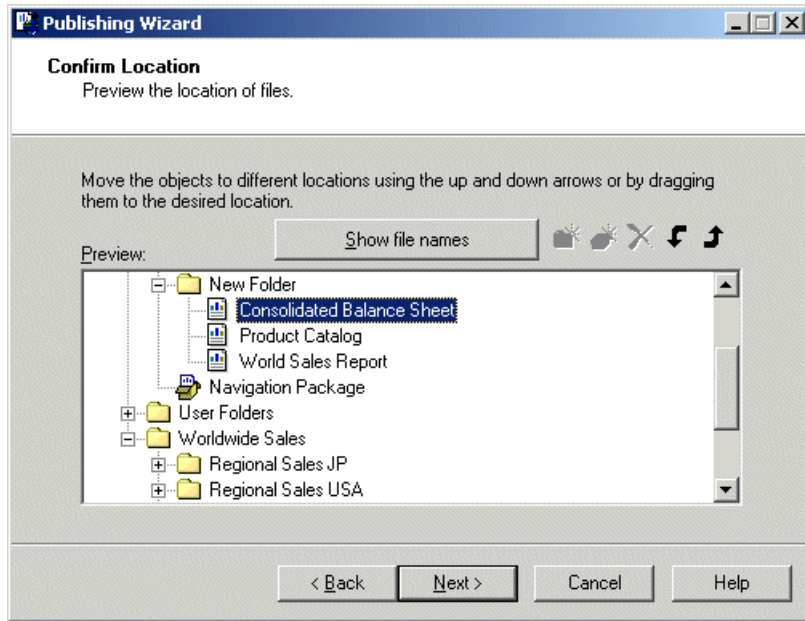 Publishing Wizard
Confirm Location
Preview the location of files.
Move the objects to different locations using the up and down arrows or by dragging
them to the desired location.
Show file names
Preview:
New Folder
Consolidated Balance Sheet
Product Catalog
World Sales Report
Navigation Package
User Folders
Worldwide Sales
Regional Sales JP
Regional Sales USA
< Back
Next >
Cancel
Help